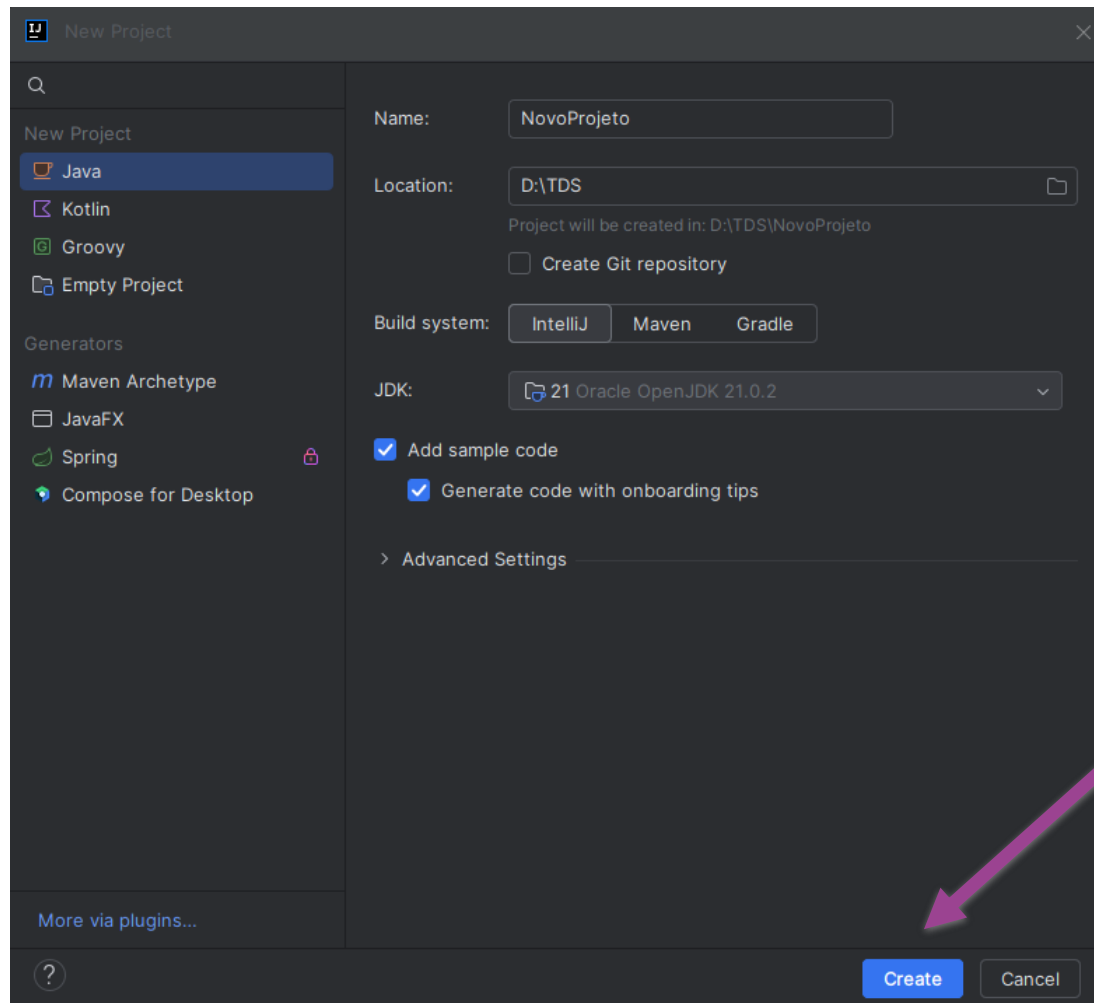 New Project
New Project
Java
Kotlin
Groovy
Empty Project
Generators
Maven Archetype
JavaFX
Spring
Compose for Desktop
More via plugins...
Name: NovoProjeto
Location: D:\TDS
Project will be created in: D:\TDS\NovoProjeto
Create Git repository
Build system: IntelliJ Maven Gradle
JDK: 21 Oracle OpenJDK 21.0.2
Add sample code
Generate code with onboarding tips
Advanced Settings
? Create Cancel